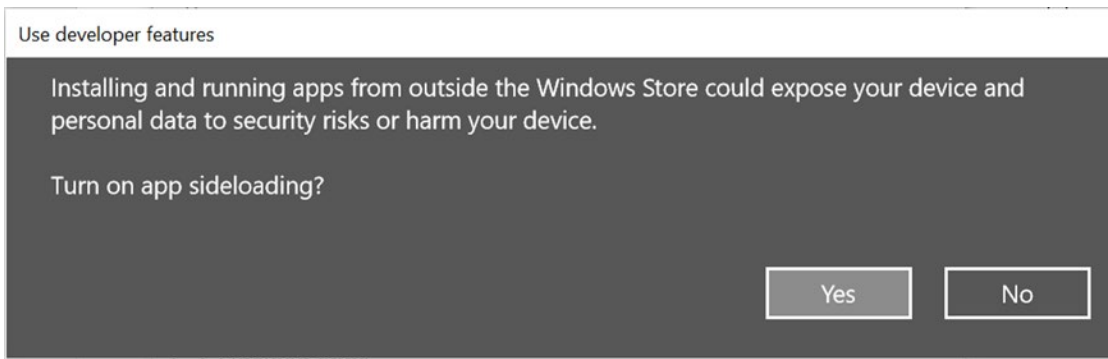 Use developer features
Installing and running apps from outside the Windows Store could expose your device and
personal data to security risks or harm your device.
Turn on app sideloading?
Yes
No